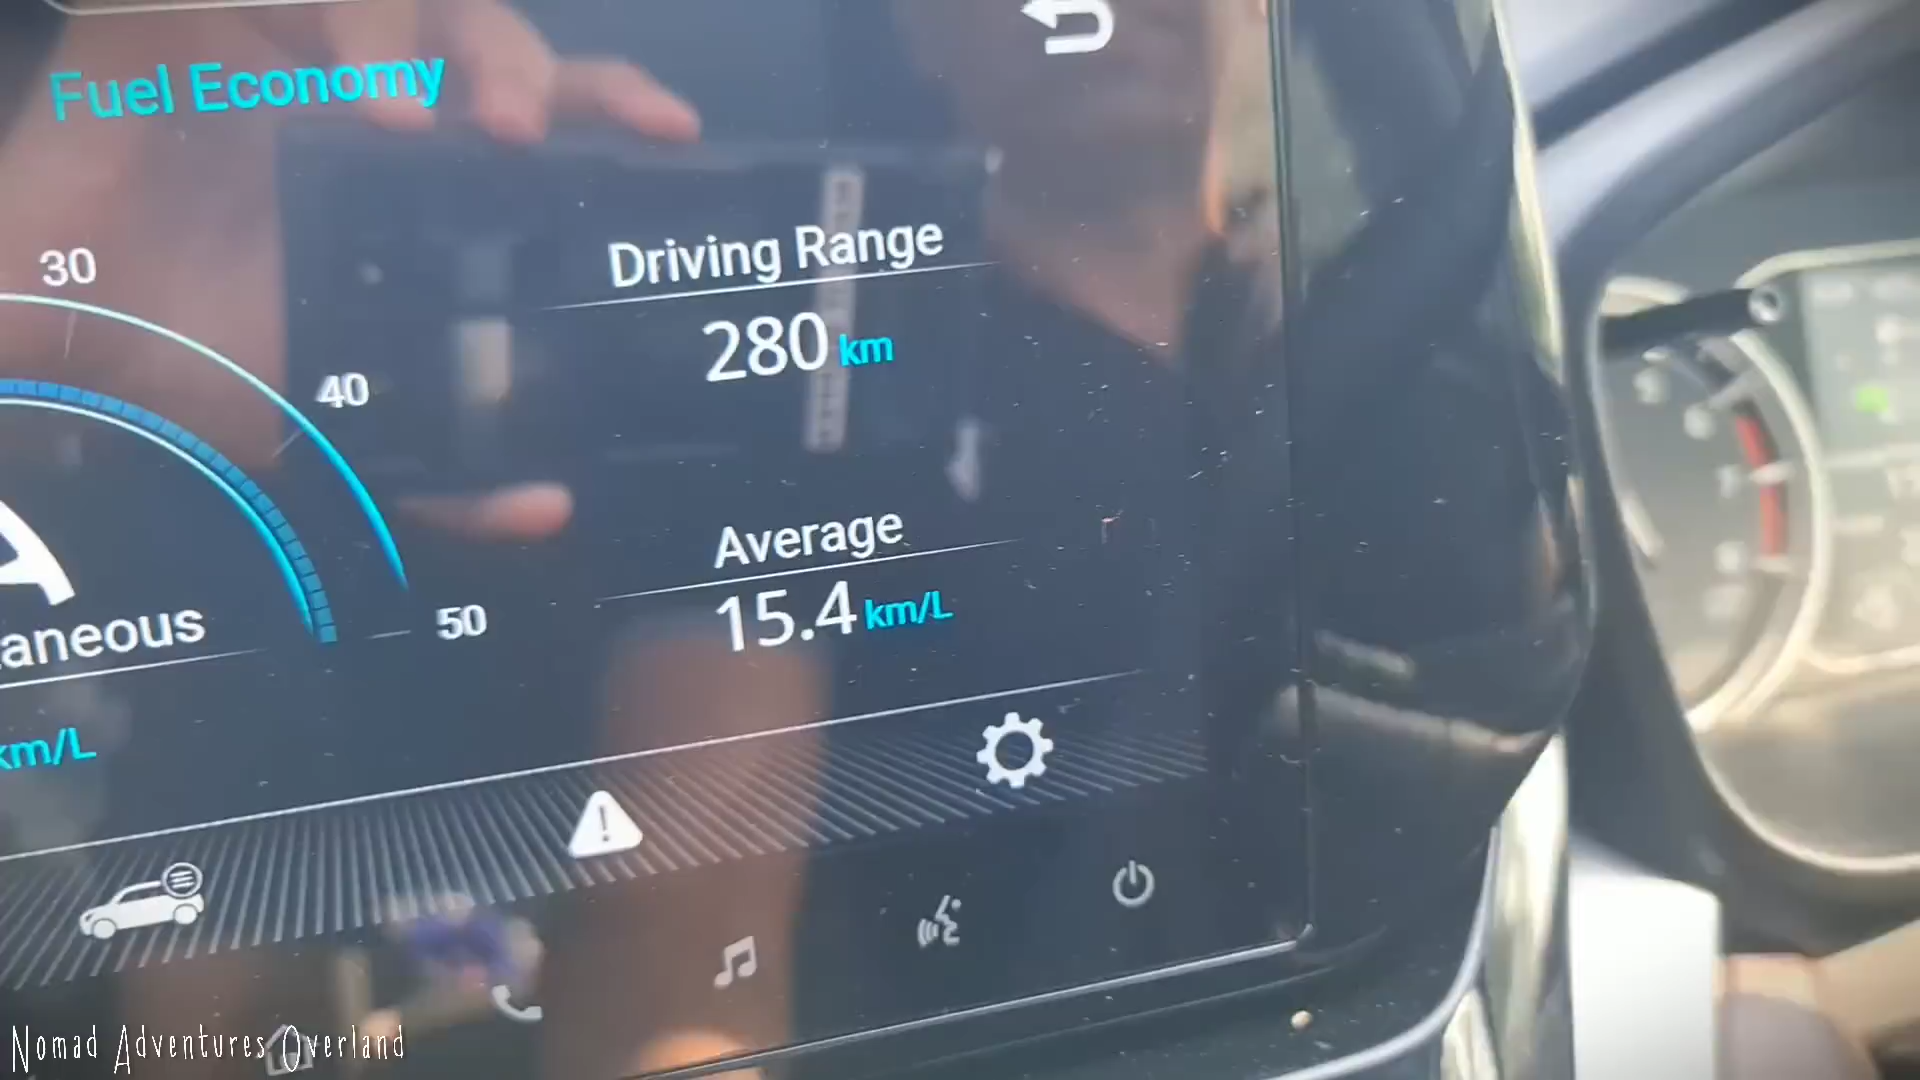 Fuel Economy
30
Driving Range
280 km
40
Average
15.4 km/L
50
aneous
km/L
Nomad Adventures Overland